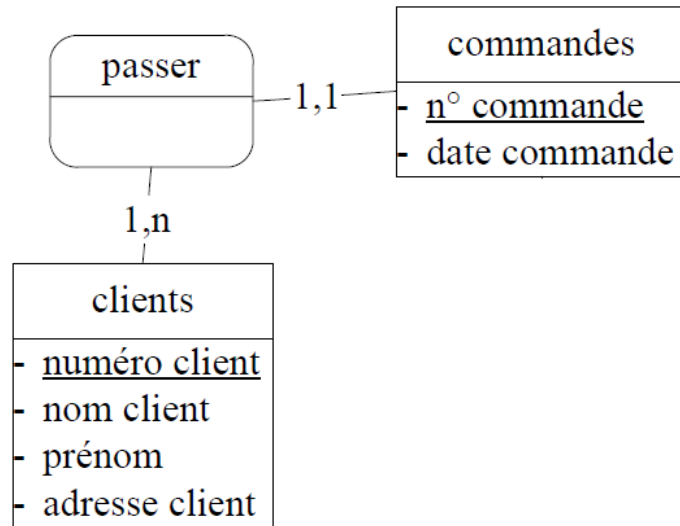 passer
1,1
commandes
- n° commande
- date commande
1,n
clients
- numéro client
- nom client
- prénom
- adresse client